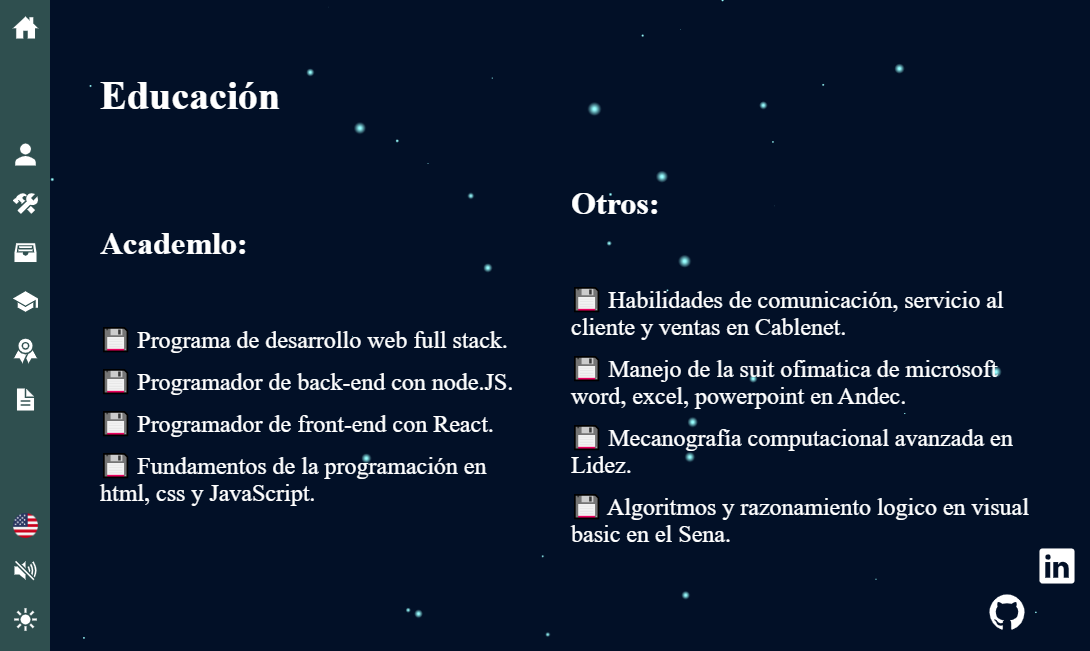 Educación
Academlo:
💾 Programa de desarrollo web full stack.
💾 Programador de back-end con node.JS.
💾 Programador de front-end con React.
💾 Fundamentos de la programación en
html, css y JavaScript.
Otros:
💾 Habilidades de comunicación, servicio al
cliente y ventas en Cablenet.
💾 Manejo de la suit ofimatica de microsoft
word, excel, powerpoint en Andec.
💾 Mecanografía computacional avanzada en
Lidez.
💾 Algoritmos y razonamiento logico en visual
basic en el Sena.
in